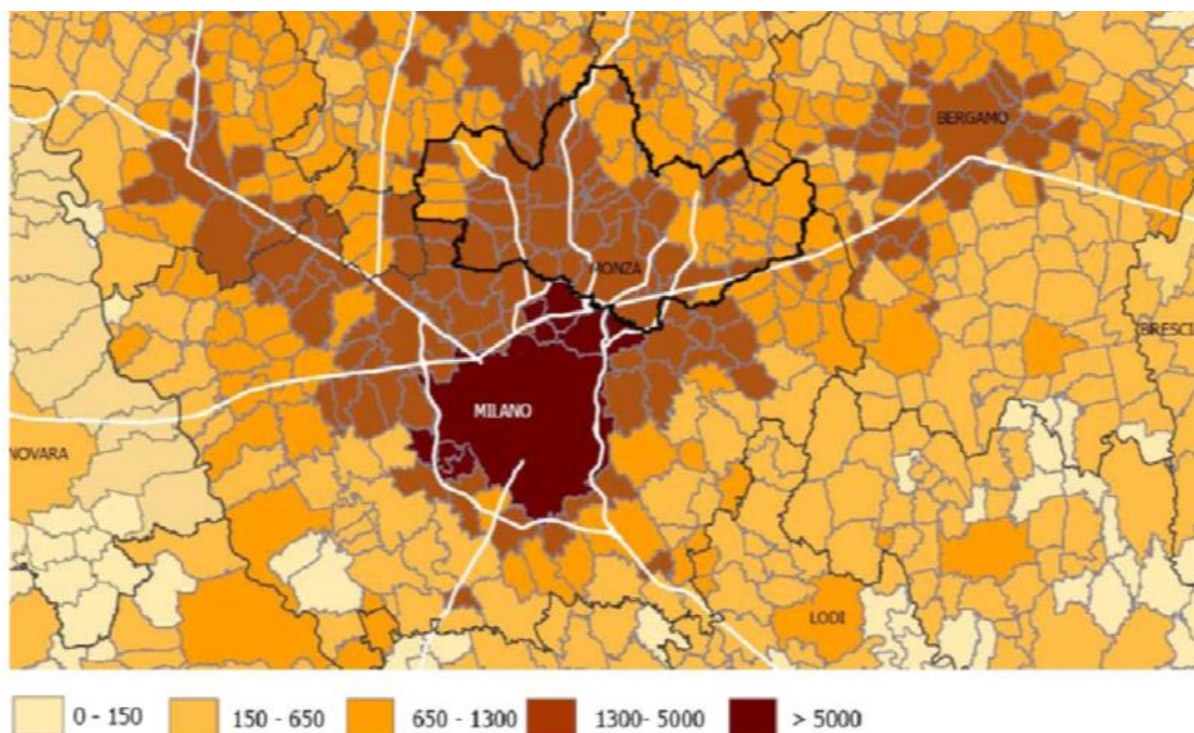 BERGAMO
MONZA
BRESCI
MILANO
NOVARA
LODI
0 - 150 150 - 650 650 - 1300 1300- 5000 > 5000